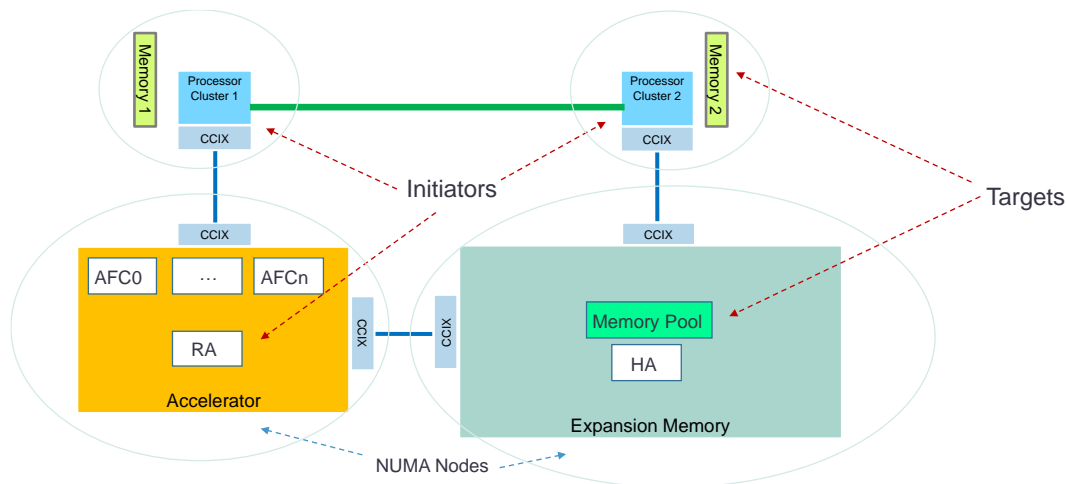 Memory 1
Processor
Cluster 1
CCIX
Processor
Cluster 2
Memory 2
CCIX
Initiators
Targets
CCIX
CCIX
AFC0
...
AFCn
RA
Accelerator
CCIX
CCIX
Memory Pool
HA
Expansion Memory
NUMA Nodes